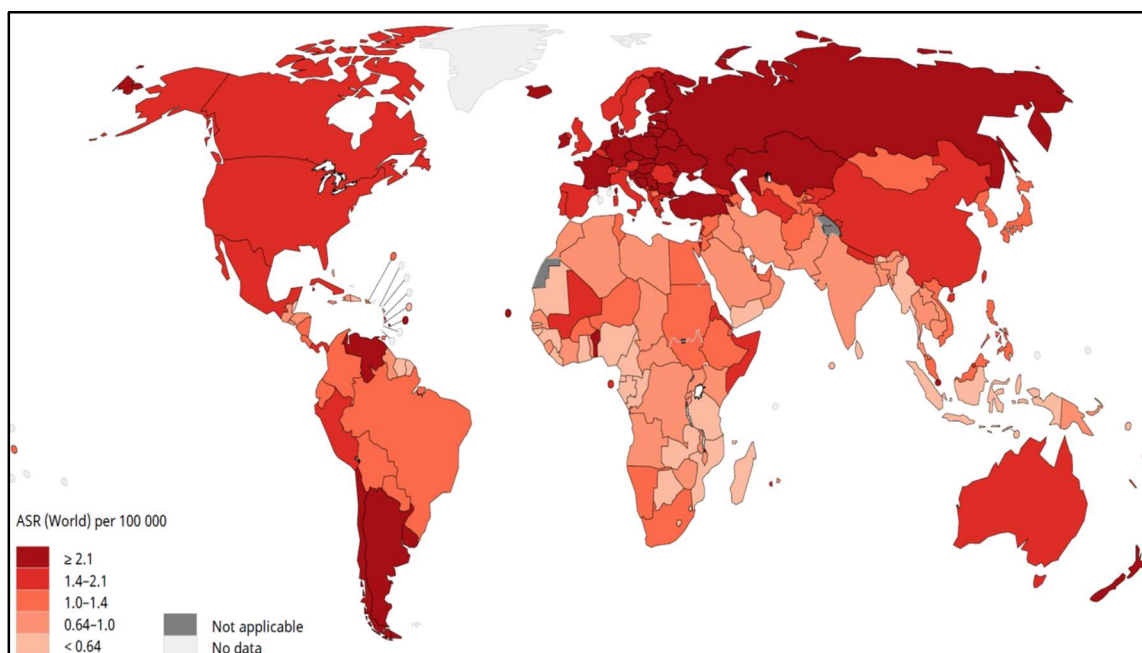 ASR (World) per 100 000
≥ 2.1
1.4–2.1
1.0–1.4
0.64–1.0
< 0.64
Not applicable
No data